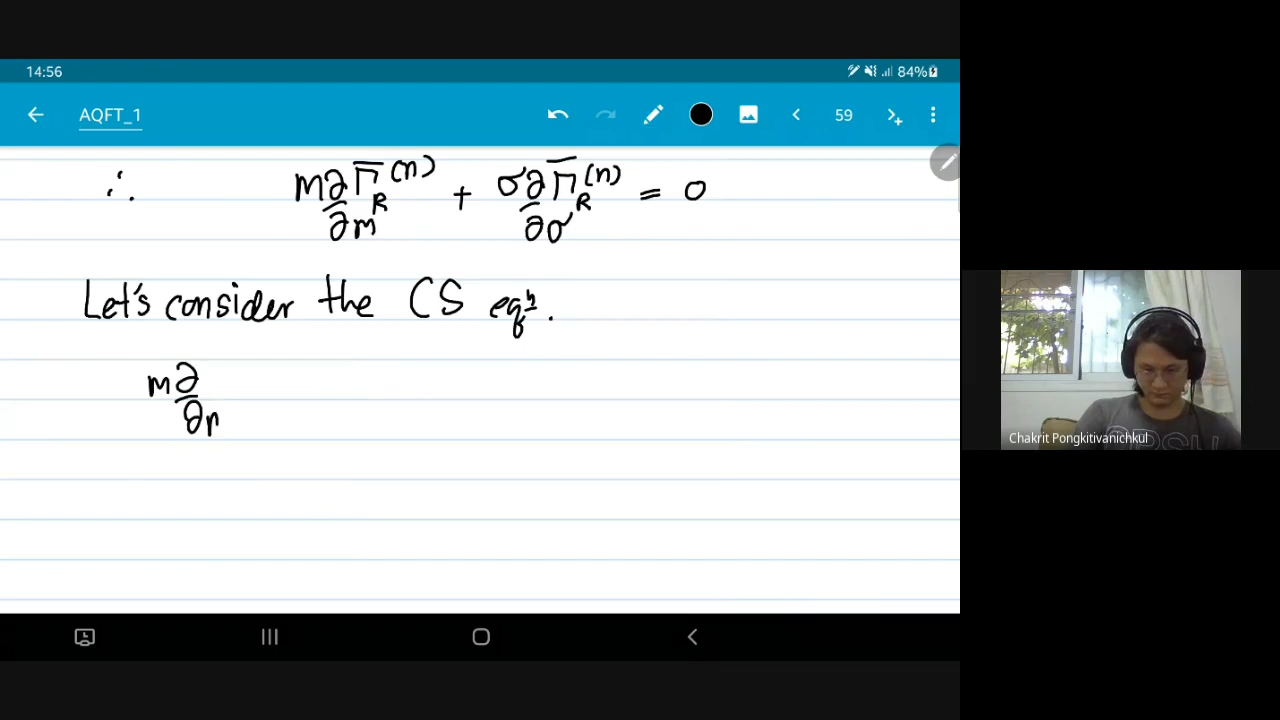 14:56
84%
AQFT_1
59
∴ m∂/∂m Γ̄_R^(n) + σ∂/∂σ Γ̄_R^(n) = 0
Let's consider the CS eqⁿ.
m∂/∂
Chakrit Pongkitivanichkul